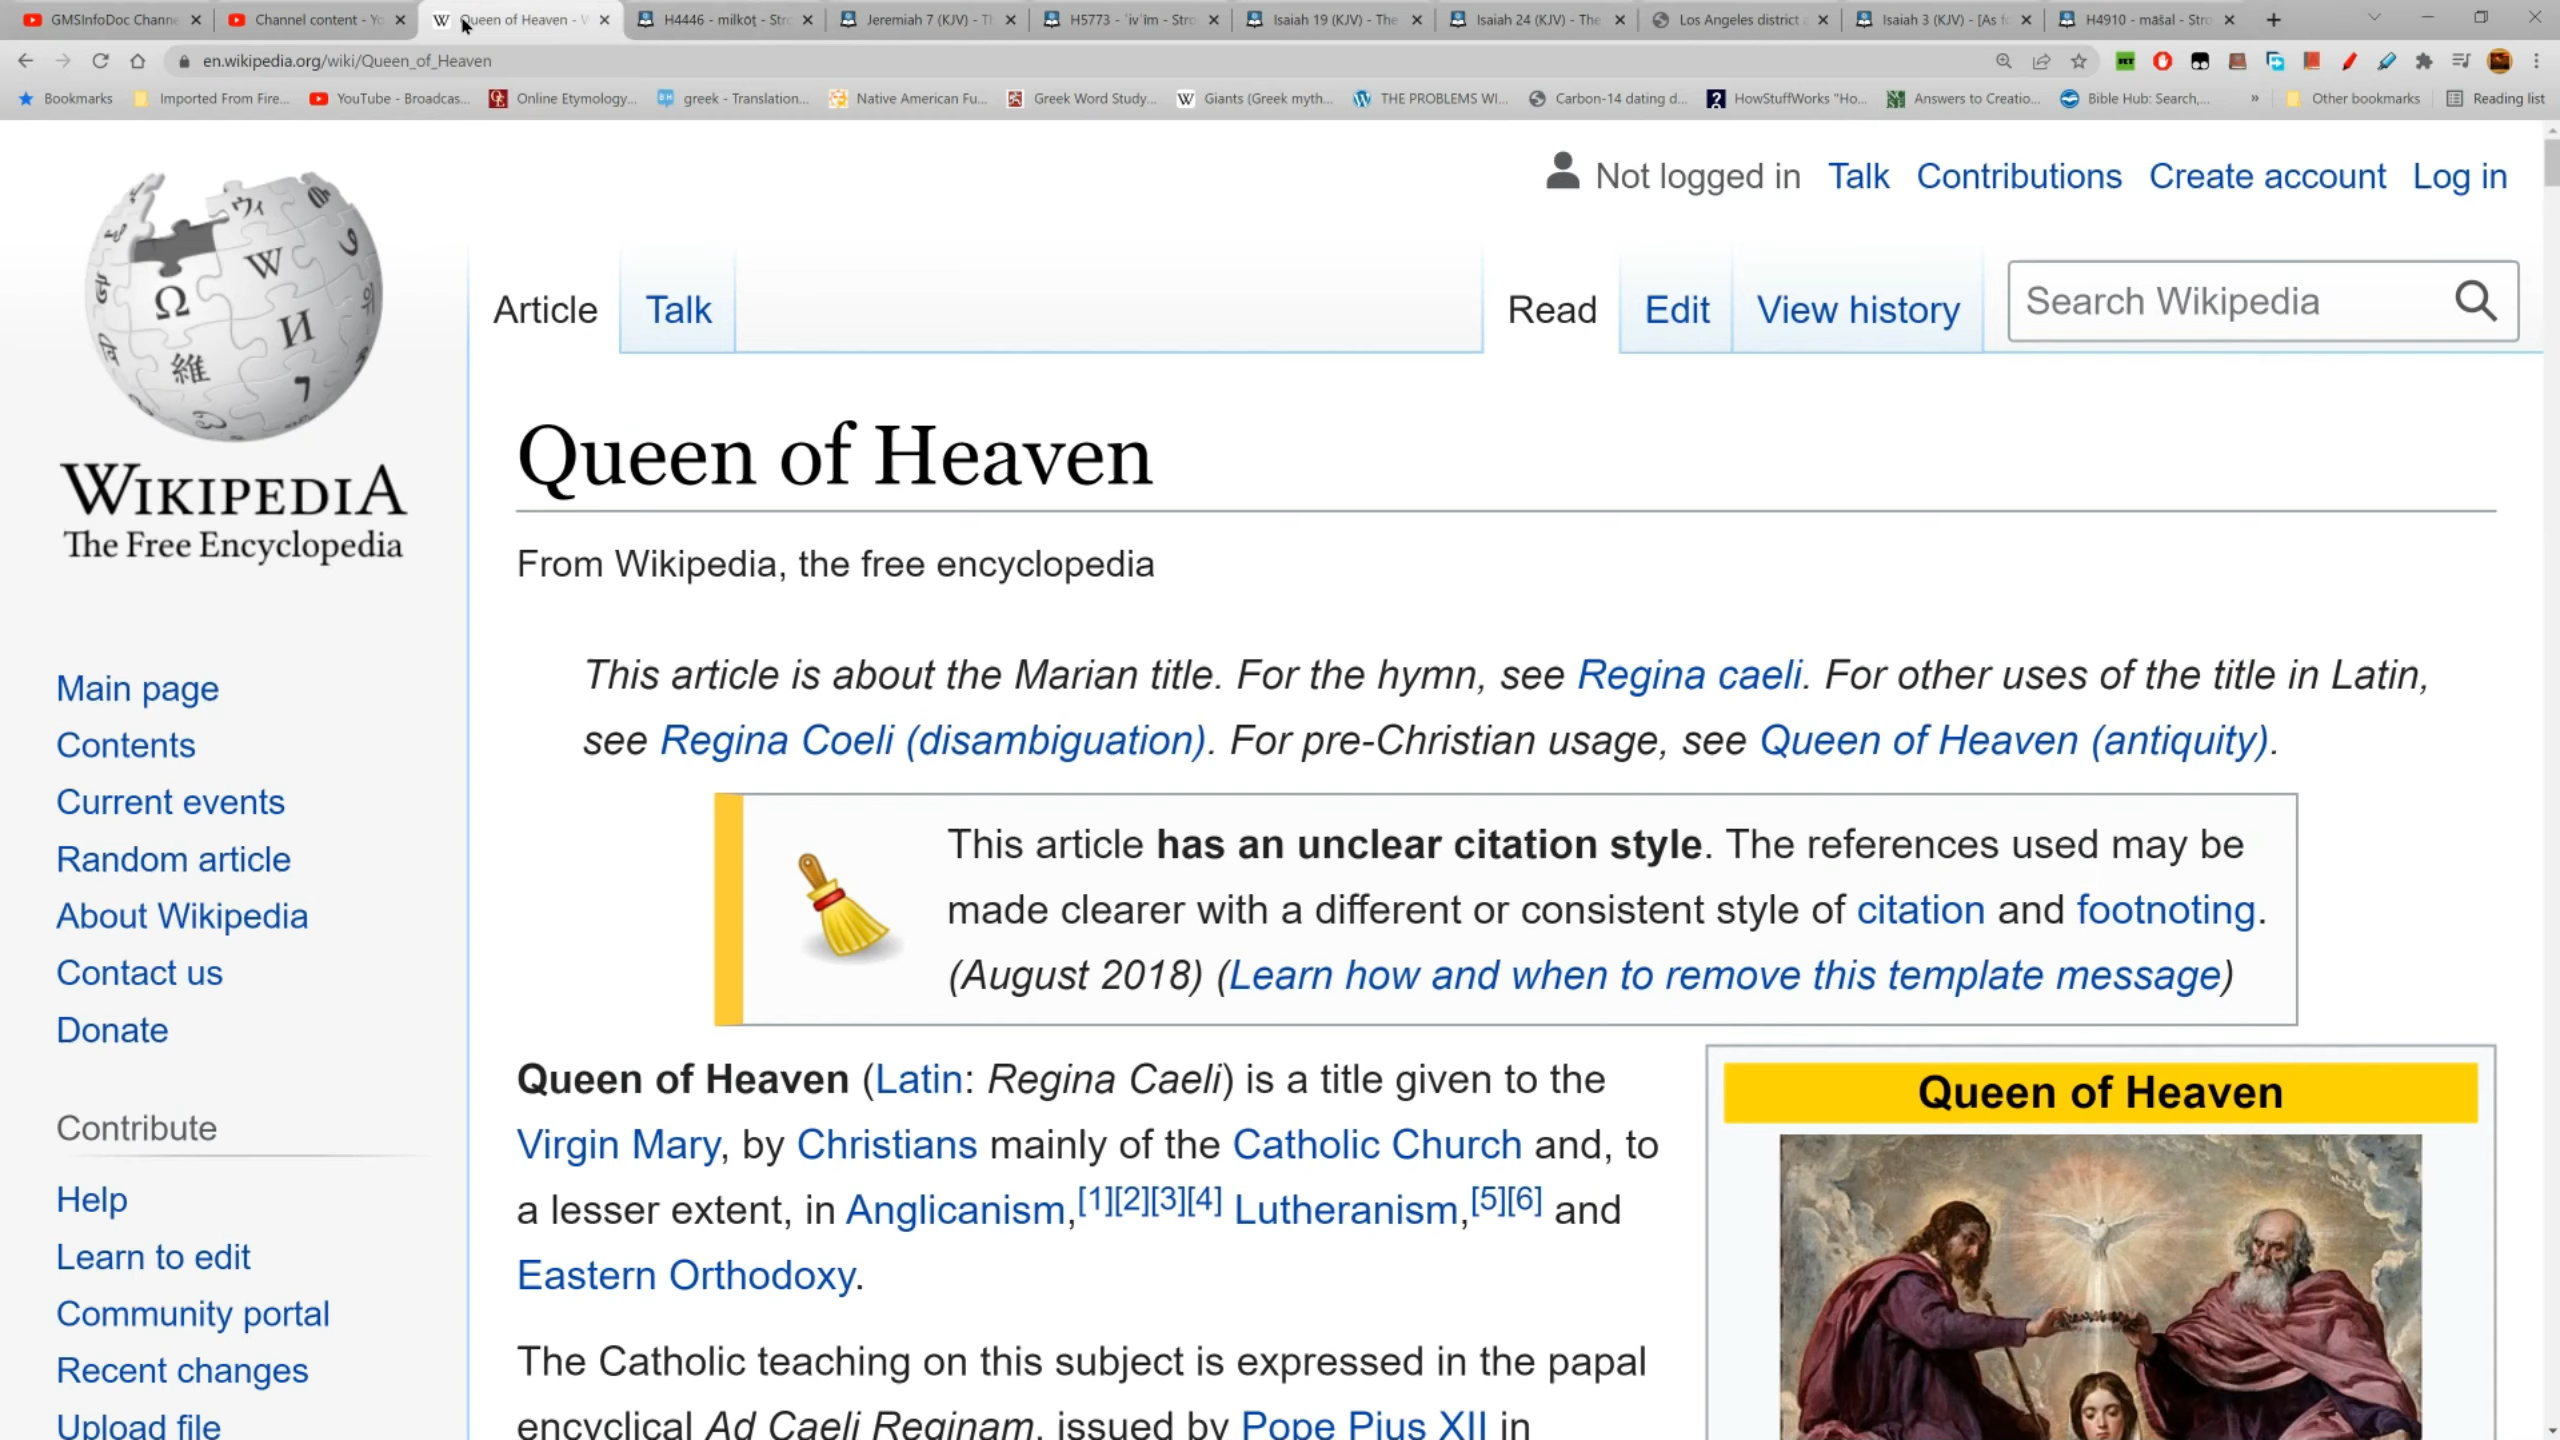 GMSInfoDoc Channe
Channel content - Yo
Queen of Heaven - W
H4446 - milkōṯ - Stro
Jeremiah 7 (KJV) - Th
H5773 - ʿivʿîm - Stro
Isaiah 19 (KJV) - The
Isaiah 24 (KJV) - The
Los Angeles district a
Isaiah 3 (KJV) - [As fo
H4910 - māšal - Stro
en.wikipedia.org/wiki/Queen_of_Heaven
Bookmarks
Imported From Fire...
YouTube - Broadcas...
Online Etymology...
greek - Translation...
Native American Fu...
Greek Word Study...
Giants (Greek myth...
THE PROBLEMS WI...
Carbon-14 dating d...
HowStuffWorks "Ho...
Answers to Creatio...
Bible Hub: Search,...
»
Other bookmarks
Reading list
Not logged in Talk Contributions Create account Log in
Article Talk Read Edit View history Search Wikipedia
WIKIPEDIA
The Free Encyclopedia
Main page
Contents
Current events
Random article
About Wikipedia
Contact us
Donate
Contribute
Help
Learn to edit
Community portal
Recent changes
Upload file
Queen of Heaven
From Wikipedia, the free encyclopedia
This article is about the Marian title. For the hymn, see Regina caeli. For other uses of the title in Latin,
see Regina Coeli (disambiguation). For pre-Christian usage, see Queen of Heaven (antiquity).
This article has an unclear citation style. The references used may be
made clearer with a different or consistent style of citation and footnoting.
(August 2018) (Learn how and when to remove this template message)
Queen of Heaven (Latin: Regina Caeli) is a title given to the
Virgin Mary, by Christians mainly of the Catholic Church and, to
a lesser extent, in Anglicanism,[1][2][3][4] Lutheranism,[5][6] and
Eastern Orthodoxy.
The Catholic teaching on this subject is expressed in the papal
encyclical Ad Caeli Reginam, issued by Pope Pius XII in
Queen of Heaven